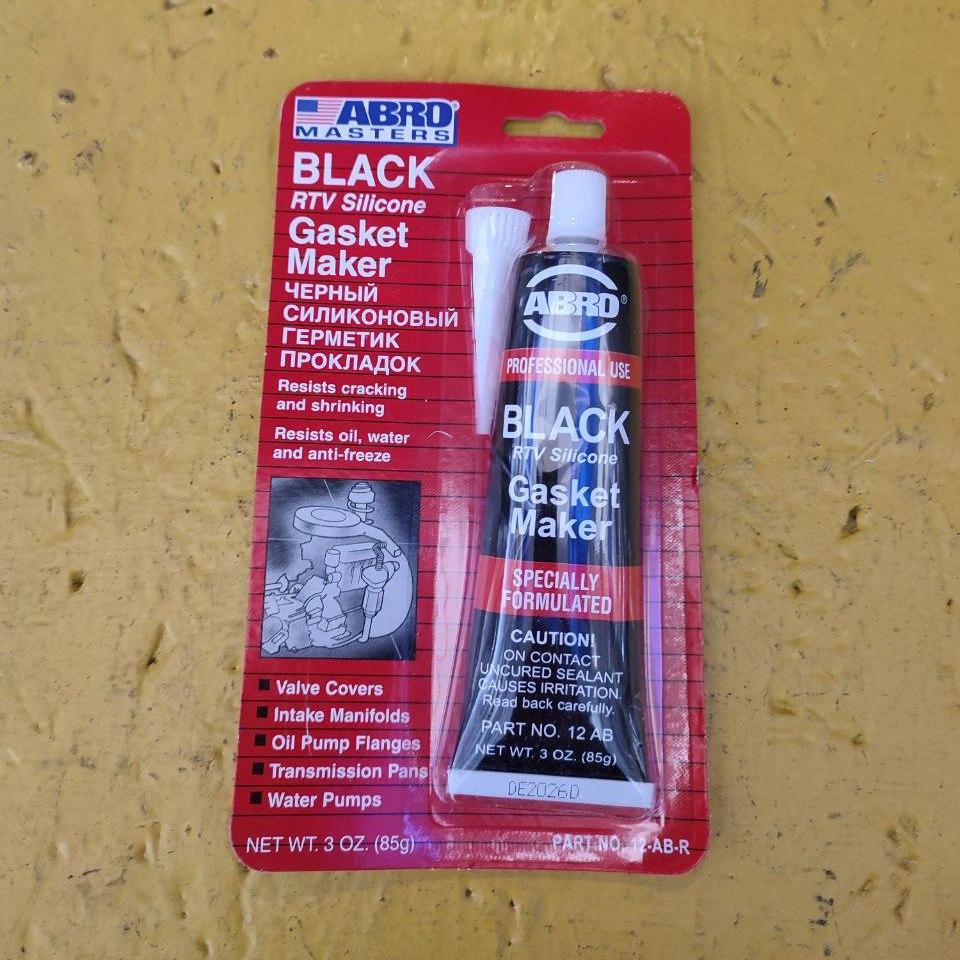 ABRO®
MASTERS
BLACK
RTV Silicone
Gasket
Maker
ЧЕРНЫЙ
СИЛИКОНОВЫЙ
ГЕРМЕТИК
ПРОКЛАДОК
Resists cracking
and shrinking
Resists oil, water
and anti-freeze
Valve Covers
Intake Manifolds
Oil Pump Flanges
Transmission Pans
Water Pumps
NET WT. 3 OZ. (85g)
PART NO. 12-AB-R
ABRO®
PROFESSIONAL USE
BLACK
RTV Silicone
Gasket
Maker
SPECIALLY
FORMULATED
CAUTION!
ON CONTACT
UNCURED SEALANT
CAUSES IRRITATION.
Read back carefully.
PART NO. 12 AB
NET WT. 3 OZ. (85g)
DE2026D